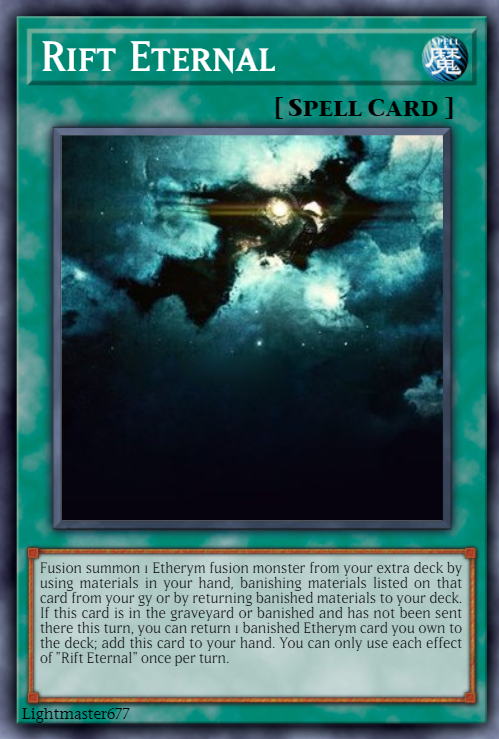 Rift Eternal
SPELL
魔
[ Spell Card ]
Fusion summon 1 Etherym fusion monster from your extra deck by
using materials in your hand, banishing materials listed on that
card from your gy or by returning banished materials to your deck.
If this card is in the graveyard or banished and has not been sent
there this turn, you can return 1 banished Etherym card you own to
the deck; add this card to your hand. You can only use each effect
of "Rift Eternal" once per turn.
Lightmaster677